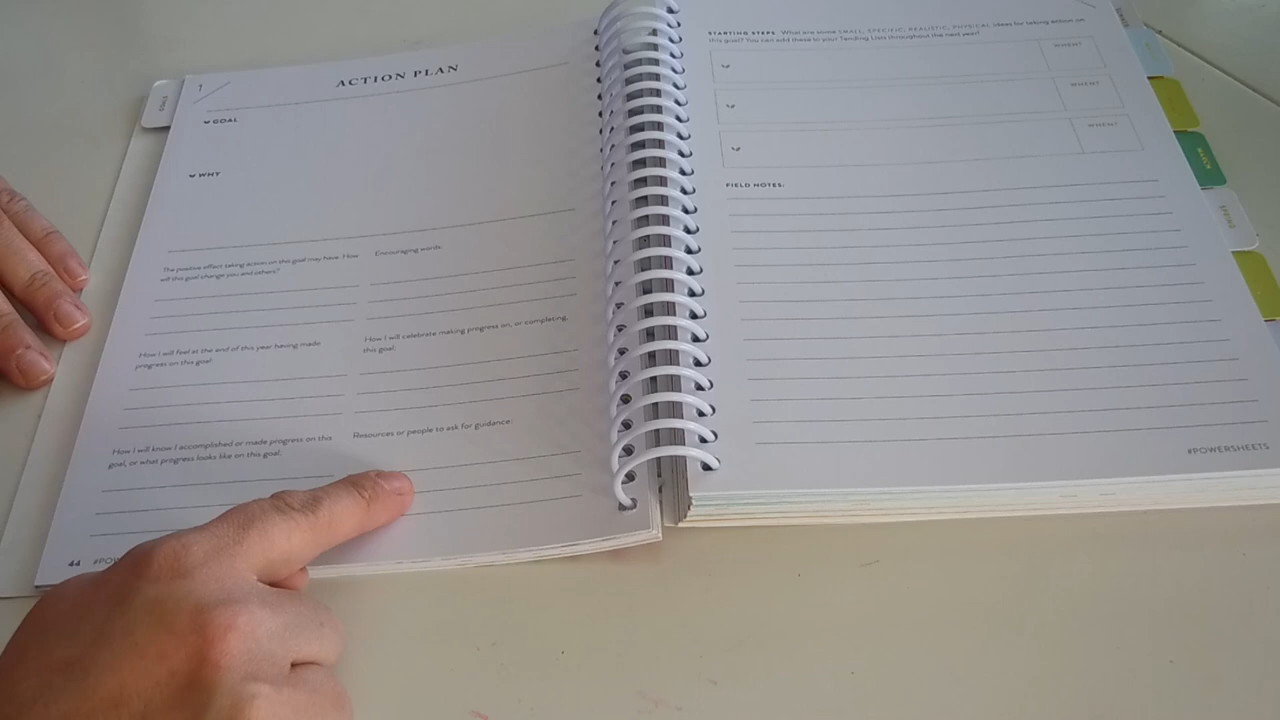 1
ACTION PLAN
GOAL
WHY
The positive effect taking action on this goal may have. How
will this goal change you and others?
Encouraging words:
How I will feel at the end of this year having made
progress on this goal:
How I will celebrate making progress on, or completing,
this goal:
How I will know I accomplished or made progress on this
goal, or what progress looks like on this goal:
Resources or people to ask for guidance:
44 #POW
STARTING STEPS What are some SMALL, SPECIFIC, REALISTIC, PHYSICAL ideas for taking action on
this goal? You can add these to your Tending Lists throughout the next year!
WHEN?
WHEN?
WHEN?
FIELD NOTES:
#POWERSHEETS
MARCH